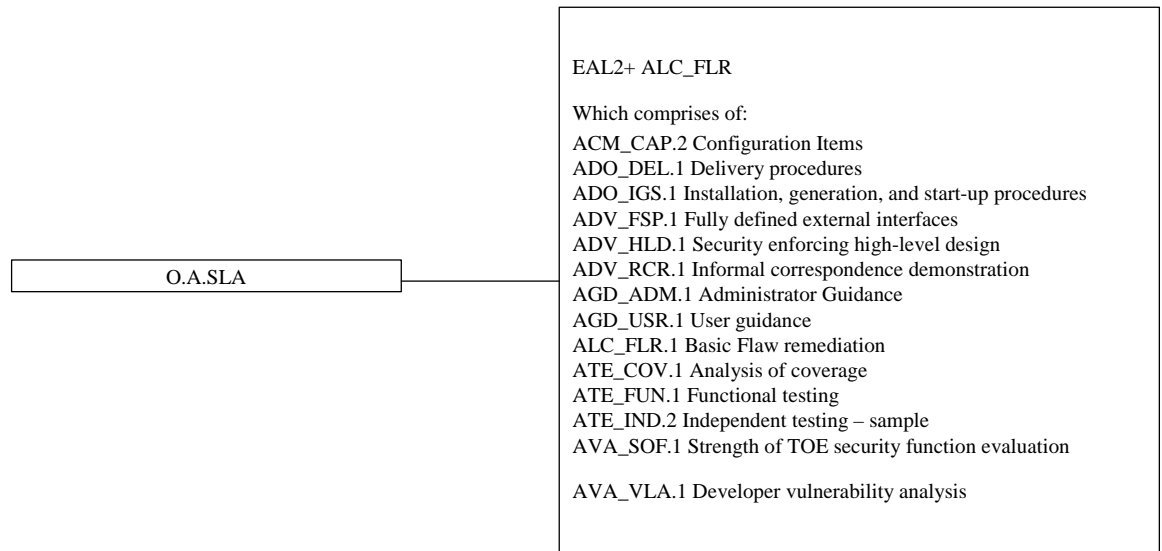 EAL2+ ALC_FLR
Which comprises of:
ACM_CAP.2 Configuration Items
ADO_DEL.1 Delivery procedures
ADO_IGS.1 Installation, generation, and start-up procedures
ADV_FSP.1 Fully defined external interfaces
ADV_HLD.1 Security enforcing high-level design
ADV_RCR.1 Informal correspondence demonstration
AGD_ADM.1 Administrator Guidance
AGD_USR.1 User guidance
ALC_FLR.1 Basic Flaw remediation
ATE_COV.1 Analysis of coverage
ATE_FUN.1 Functional testing
ATE_IND.2 Independent testing – sample
AVA_SOF.1 Strength of TOE security function evaluation
AVA_VLA.1 Developer vulnerability analysis
O.A.SLA